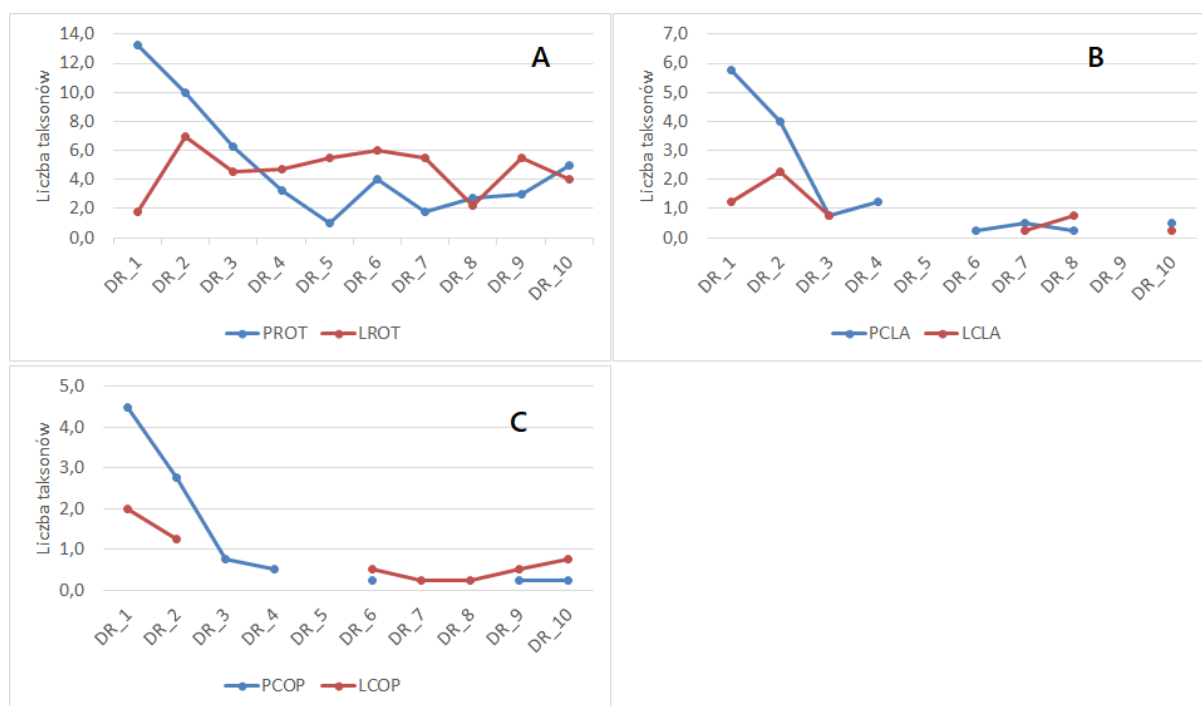 A
Liczba taksonów
14,0
12,0
10,0
8,0
6,0
4,0
2,0
0,0
DR_1 DR_2 DR_3 DR_4 DR_5 DR_6 DR_7 DR_8 DR_9 DR_10
PROT LROT
B
Liczba taksonów
7,0
6,0
5,0
4,0
3,0
2,0
1,0
0,0
DR_1 DR_2 DR_3 DR_4 DR_5 DR_6 DR_7 DR_8 DR_9 DR_10
PCLA LCLA
C
Liczba taksonów
5,0
4,0
3,0
2,0
1,0
0,0
DR_1 DR_2 DR_3 DR_4 DR_5 DR_6 DR_7 DR_8 DR_9 DR_10
PCOP LCOP